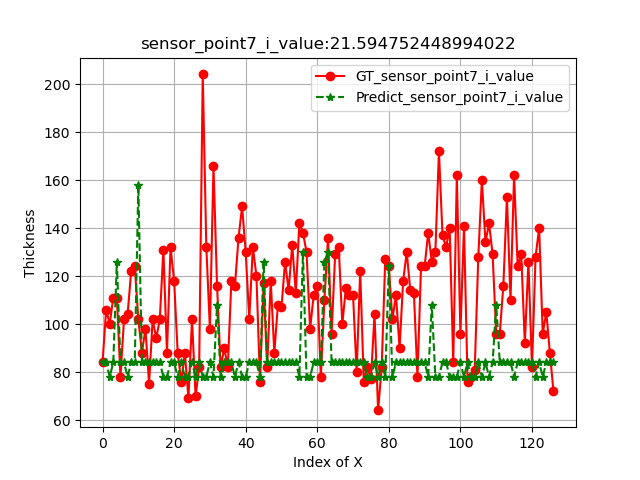 sensor_point7_i_value:21.594752448994022
GT_sensor_point7_i_value
Predict_sensor_point7_i_value
Thickness
200
180
160
140
120
100
80
60
0 20 40 60 80 100 120
Index of X